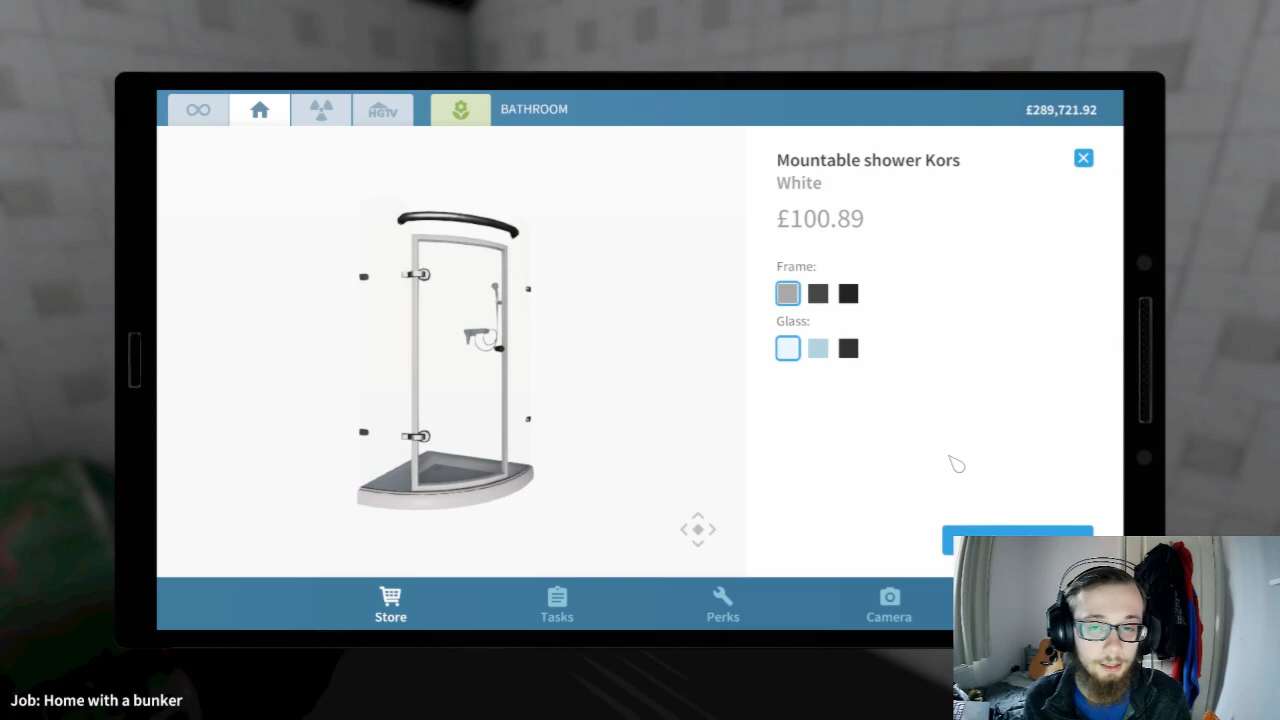 HGTV
BATHROOM
£289,721.92
Mountable shower Kors
White
£100.89
Frame:
Glass:
Store
Tasks
Perks
Camera
Job: Home with a bunker